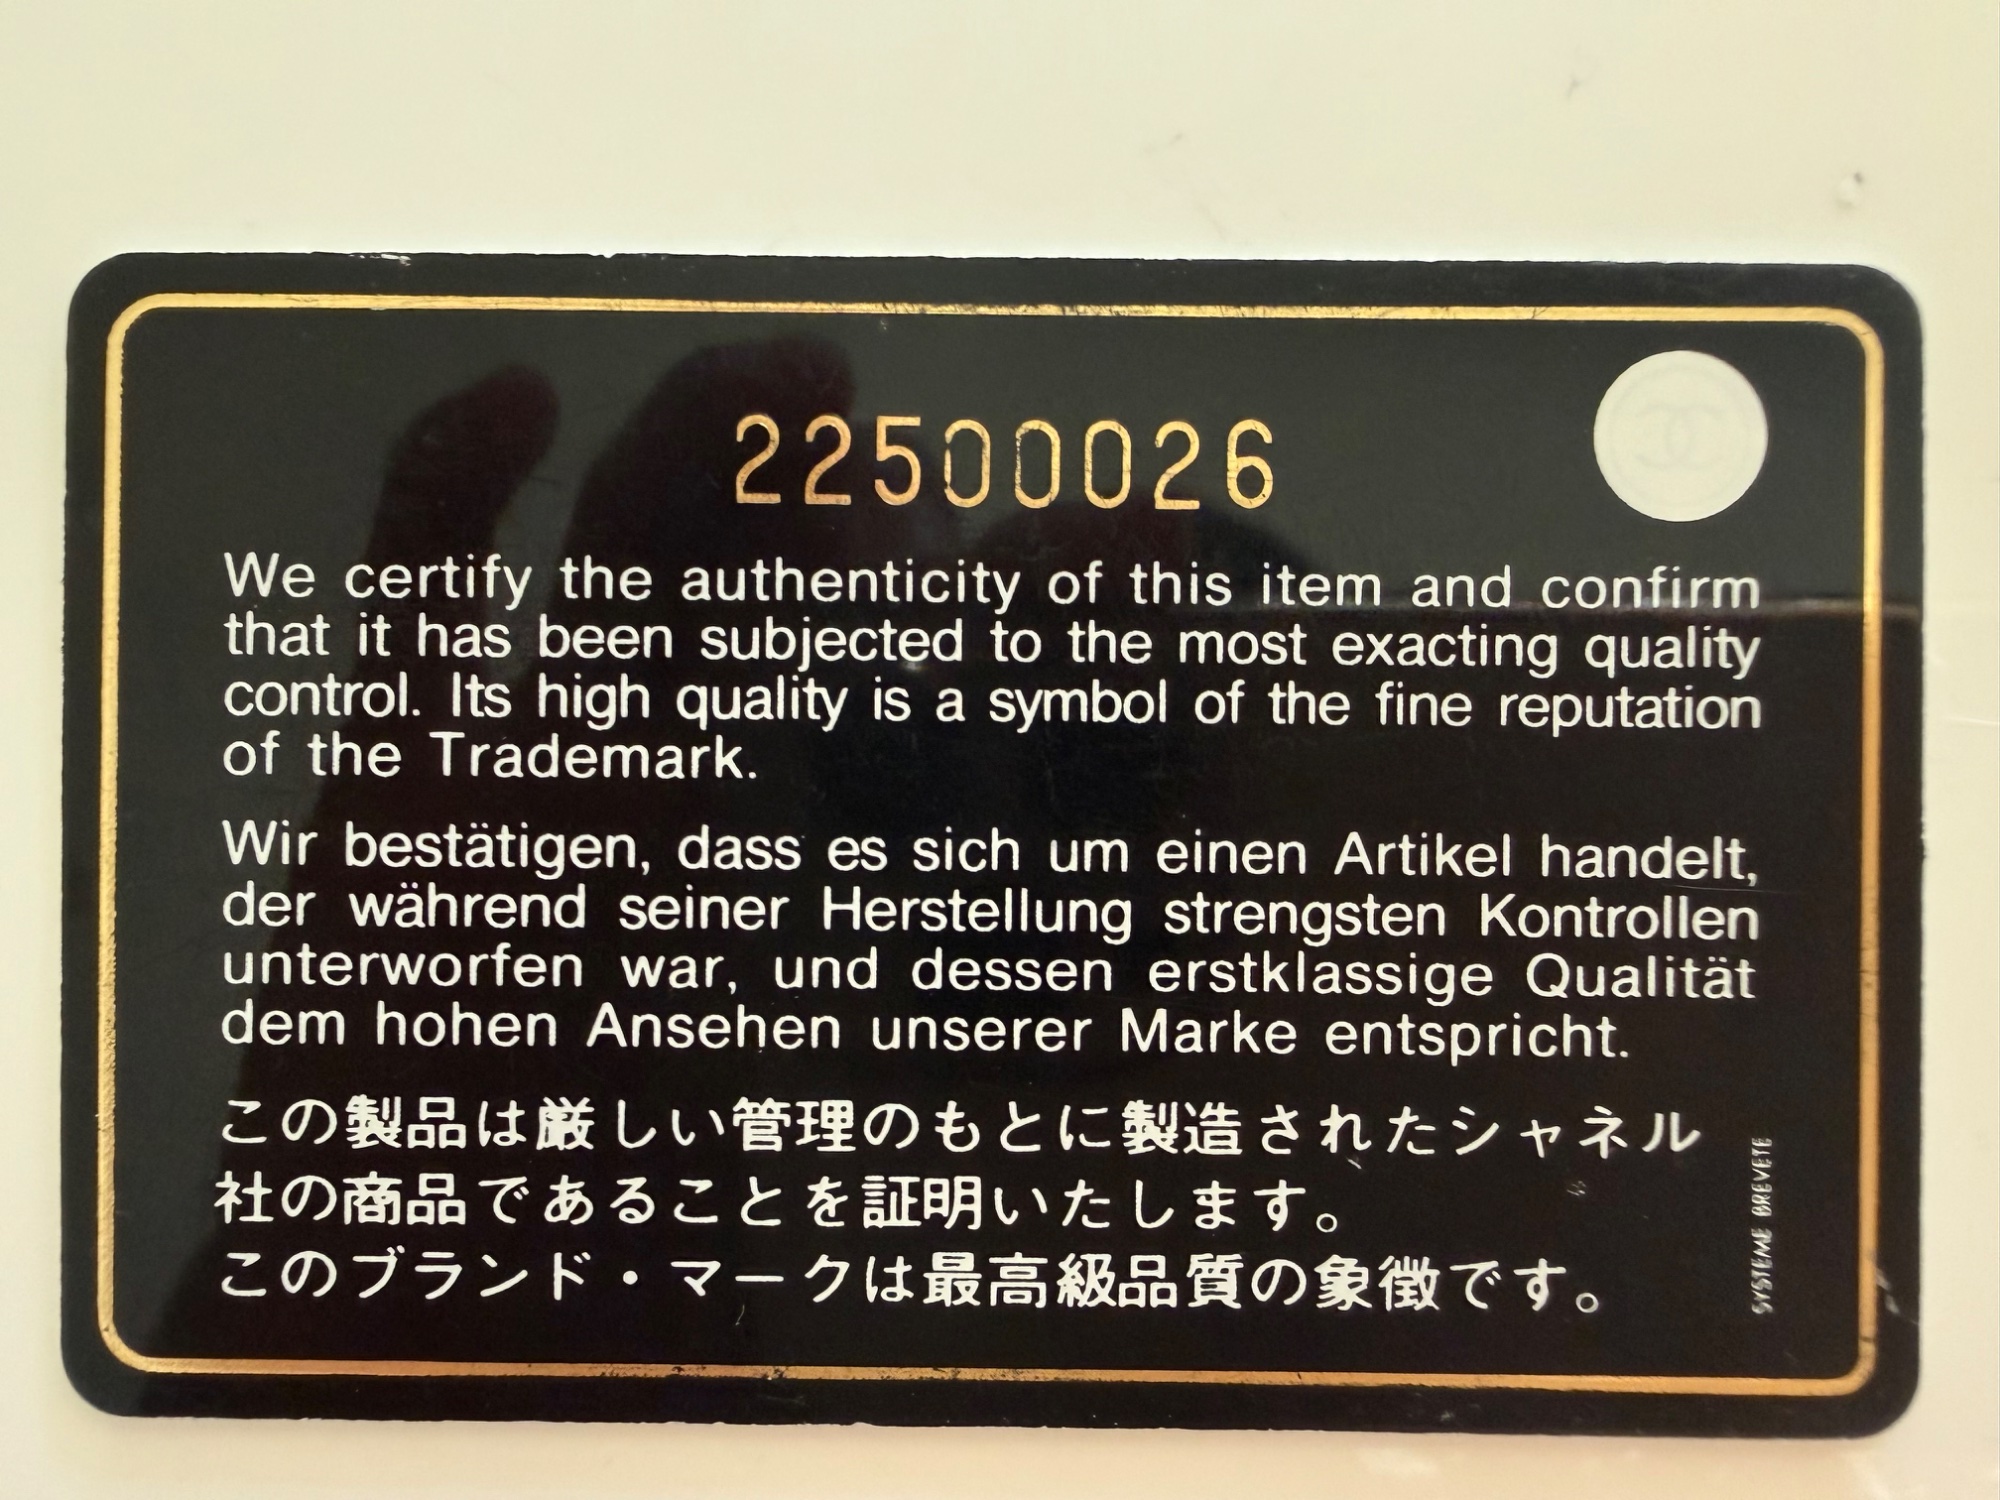 22500026
We certify the authenticity of this item and confirm
that it has been subjected to the most exacting quality
control. Its high quality is a symbol of the fine reputation
of the Trademark.
Wir bestätigen, dass es sich um einen Artikel handelt,
der während seiner Herstellung strengsten Kontrollen
unterworfen war, und dessen erstklassige Qualität
dem hohen Ansehen unserer Marke entspricht.
この製品は厳しい管理のもとに製造されたシャネル
社の商品であることを証明いたします。
このブランド・マークは最高級品質の象徴です。
SYSTEME BREVETE